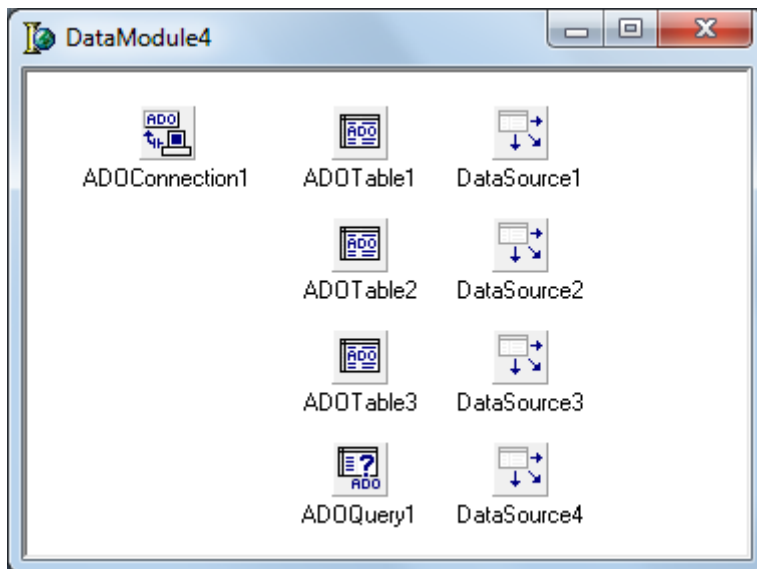 DataModule4
ADO
ADO
ADOConnection1 ADOTable1 DataSource1
ADO
ADOTable2 DataSource2
ADO
ADOTable3 DataSource3
?
ADO
ADOQuery1 DataSource4